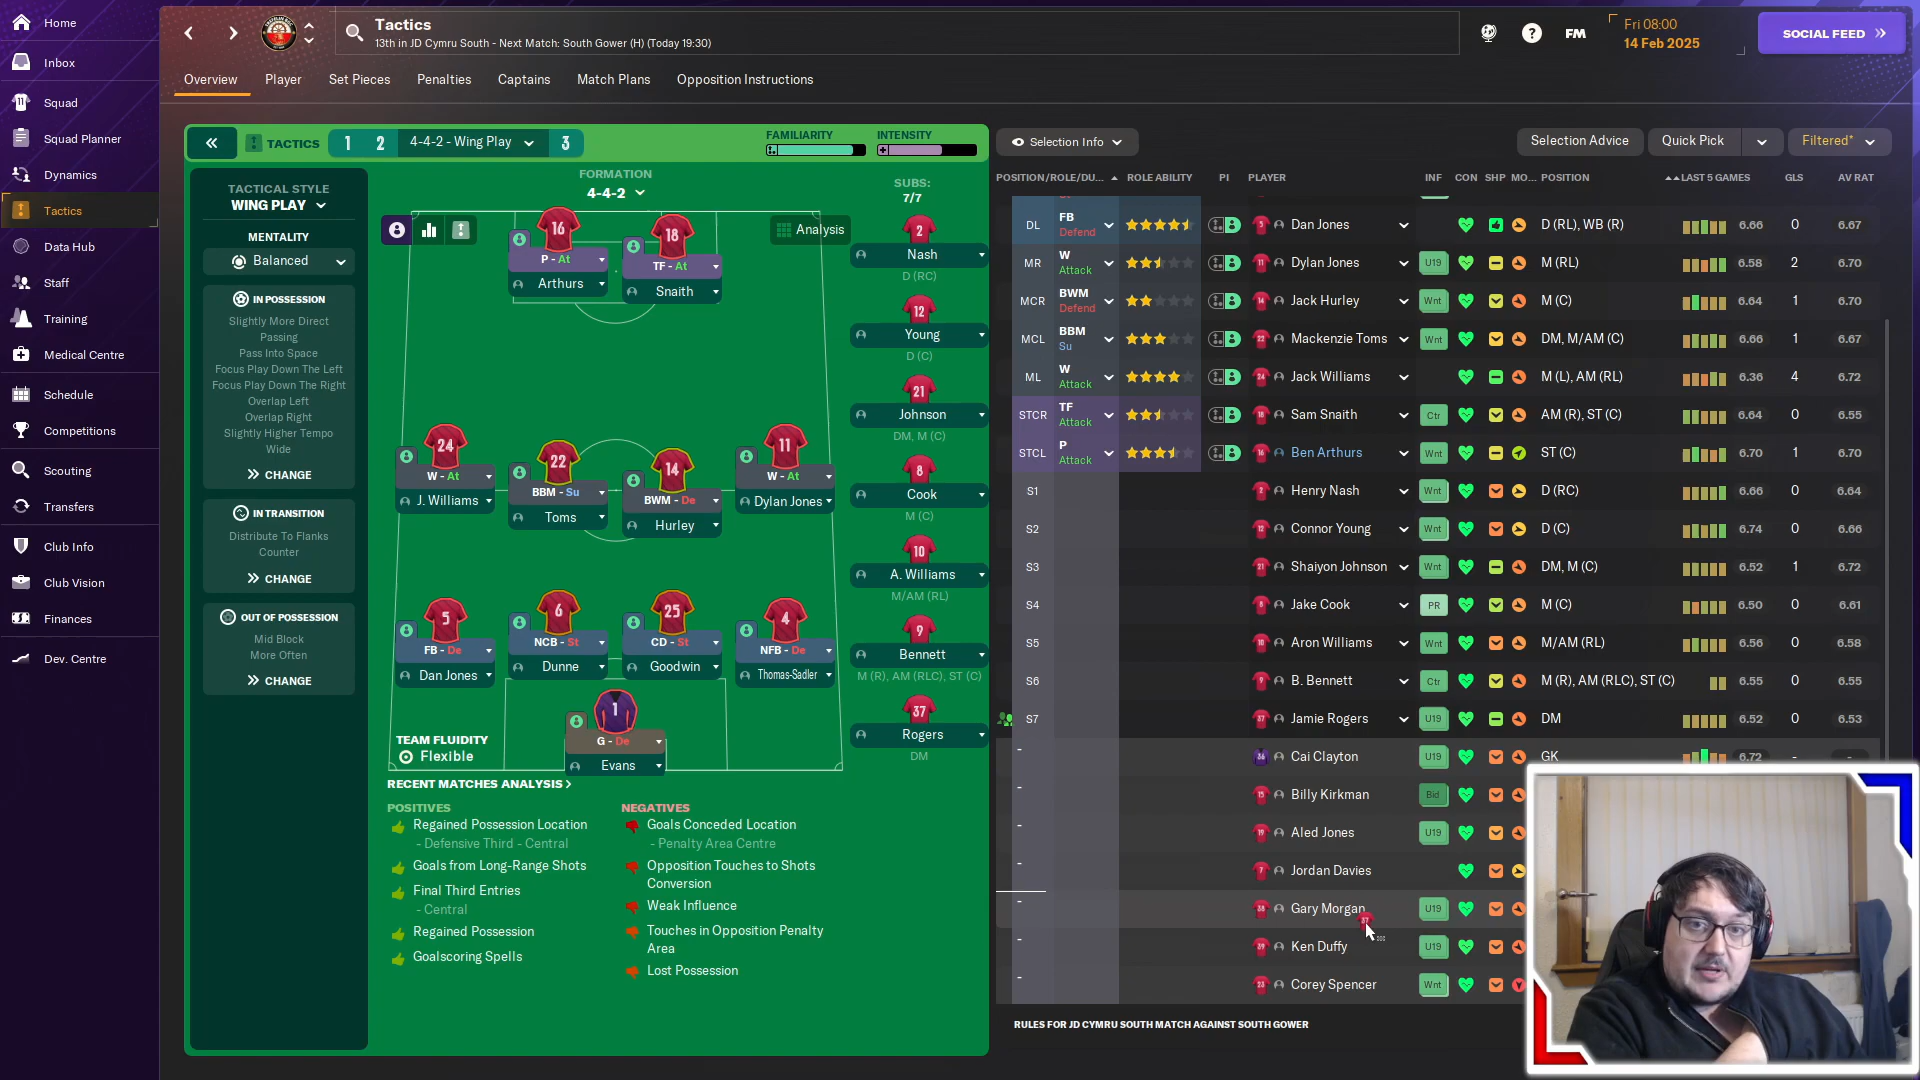 Home
Inbox
Squad
Squad Planner
Dynamics
Tactics
Data Hub
Staff
Training
Medical Centre
Schedule
Competitions
Scouting
Transfers
Club Info
Club Vision
Finances
Dev. Centre
Tactics
13th in JD Cymru South - Next Match: South Gower (H) (Today 19:30)
FM
Fri 08:00
14 Feb 2025
SOCIAL FEED
Overview Player Set Pieces Penalties Captains Match Plans Opposition Instructions
TACTICS 1 2 4-4-2 - Wing Play 3
FAMILIARITY INTENSITY
TACTICAL STYLE
WING PLAY
MENTALITY
Balanced
IN POSSESSION
Slightly More Direct
Passing
Pass Into Space
Focus Play Down The Left
Focus Play Down The Right
Overlap Left
Overlap Right
Slightly Higher Tempo
Wide
CHANGE
IN TRANSITION
Distribute To Flanks
Counter
CHANGE
OUT OF POSSESSION
Mid Block
More Often
CHANGE
FORMATION
4-4-2
Analysis
16 18
P - At TF - At
Arthurs Snaith
24 22 14 11
W - At BBM - Su BWM - De W - At
J. Williams Toms Hurley Dylan Jones
5 6 25 4
FB - De NCB - St CD - St NFB - De
Dan Jones Dunne Goodwin Thomas-Sadler
1
G - De
Evans
TEAM FLUIDITY
Flexible
SUBS:
7/7
2
Nash
D (RC)
12
Young
D (C)
21
Johnson
DM, M (C)
8
Cook
M (C)
10
A. Williams
M/AM (RL)
9
Bennett
M (R), AM (RLC), ST (C)
37
Rogers
DM
RECENT MATCHES ANALYSIS >
POSITIVES
Regained Possession Location
- Defensive Third - Central
Goals from Long-Range Shots
Final Third Entries
- Central
Regained Possession
Goalscoring Spells
NEGATIVES
Goals Conceded Location
- Penalty Area Centre
Opposition Touches to Shots
Conversion
Weak Influence
Touches in Opposition Penalty
Area
Lost Possession
Selection Info Selection Advice Quick Pick Filtered*
POSITION/ROLE/DU... ROLE ABILITY PI PLAYER INF CON SHP MO... POSITION LAST 5 GAMES GLS AV RAT
DL FB Defend Dan Jones D (RL), WB (R) 6.66 0 6.67
MR W Attack Dylan Jones U19 M (RL) 6.58 2 6.70
MCR BWM Defend Jack Hurley Wnt M (C) 6.64 1 6.70
MCL BBM Su Mackenzie Toms Wnt DM, M/AM (C) 6.66 1 6.67
ML W Attack Jack Williams M (L), AM (RL) 6.36 4 6.72
STCR TF Attack Sam Snaith Ctr AM (R), ST (C) 6.64 0 6.55
STCL P Attack Ben Arthurs Wnt ST (C) 6.70 1 6.70
S1 Henry Nash Wnt D (RC) 6.66 0 6.64
S2 Connor Young Wnt D (C) 6.74 0 6.66
S3 Shaiyon Johnson Wnt DM, M (C) 6.52 1 6.72
S4 Jake Cook PR M (C) 6.50 0 6.61
S5 Aron Williams Wnt M/AM (RL) 6.56 0 6.58
S6 B. Bennett Ctr M (R), AM (RLC), ST (C) 6.55 0 6.55
S7 Jamie Rogers U19 DM 6.52 0 6.53
- Cai Clayton U19 GK 6.72 - -
- Billy Kirkman Bid
- Aled Jones U19
- Jordan Davies
- Gary Morgan U19
- Ken Duffy U19
- Corey Spencer Wnt
RULES FOR JD CYMRU SOUTH MATCH AGAINST SOUTH GOWER